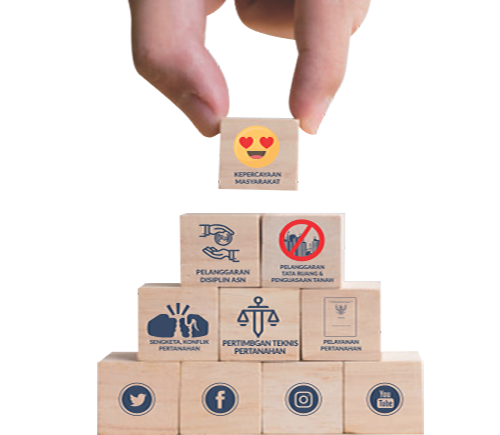 KEPERCAYAAN
MASYARAKAT
PELANGGARAN
DISIPLIN ASN
PELANGGARAN
TATA RUANG &
PENGUASAAN TANAH
SENGKETA, KONFLIK
PERTANAHAN
PERTIMBGAN TEKNIS
PERTANAHAN
PELAYANAN
PERTANAHAN
You
Tube